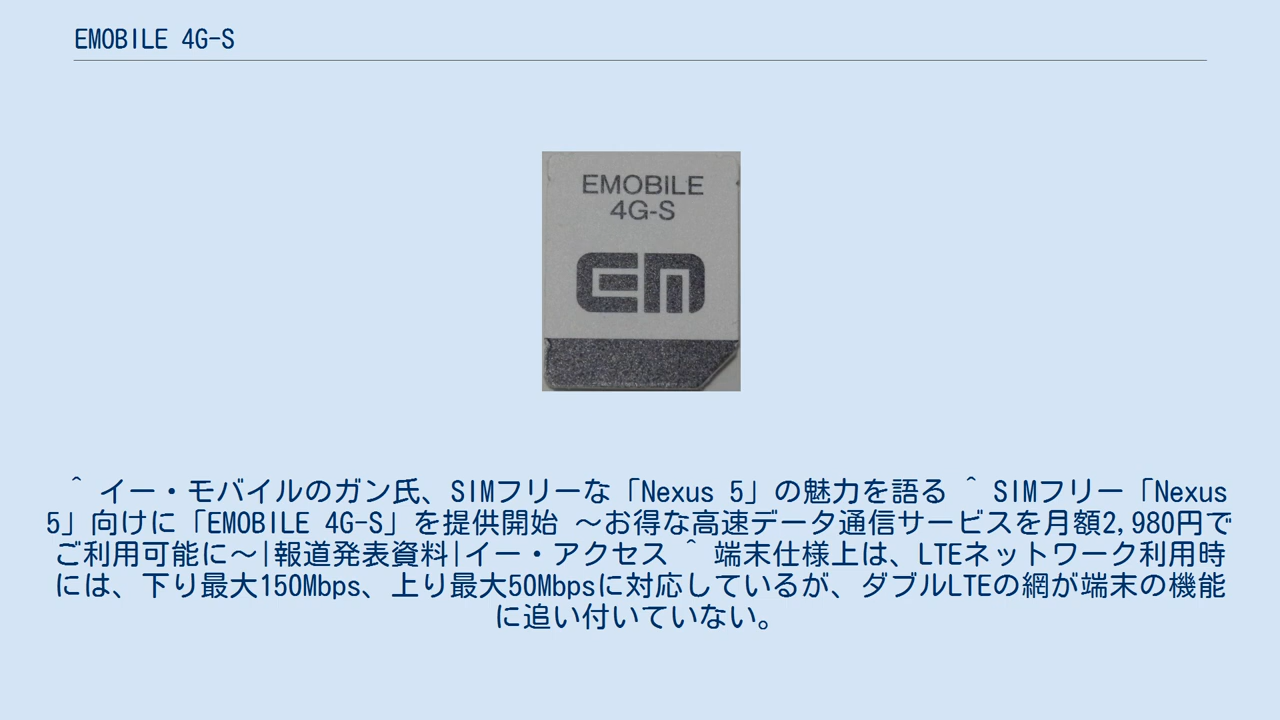 EMOBILE 4G-S
EMOBILE
4G-S
EM
＾ イー・モバイルのガン氏、SIMフリーな「Nexus 5」の魅力を語る ＾ SIMフリー「Nexus
5」向けに「EMOBILE 4G-S」を提供開始 ～お得な高速データ通信サービスを月額2,980円で
ご利用可能に～|報道発表資料|イー・アクセス ＾ 端末仕様上は、LTEネットワーク利用時
には、下り最大150Mbps、上り最大50Mbpsに対応しているが、ダブルLTEの網が端末の機能
に追い付いていない。